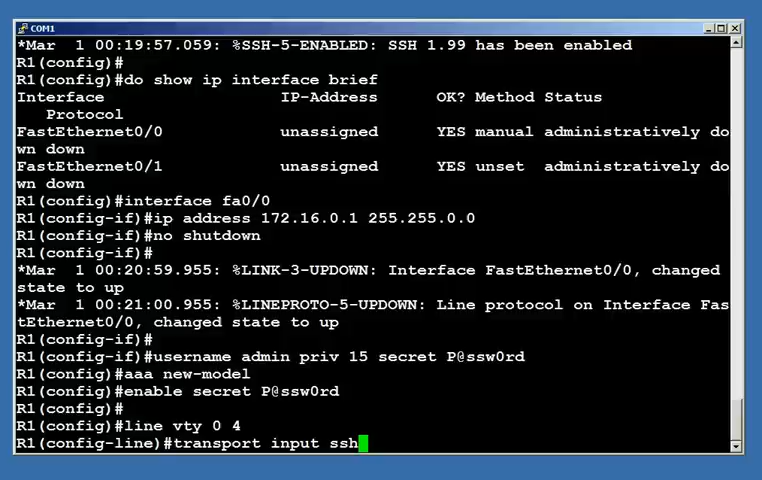 COM1
*Mar  1 00:19:57.059: %SSH-5-ENABLED: SSH 1.99 has been enabled
R1(config)#
R1(config)#do show ip interface brief
Interface                  IP-Address      OK? Method Status
    Protocol
FastEthernet0/0            unassigned      YES manual administratively do
wn down
FastEthernet0/1            unassigned      YES unset  administratively do
wn down
R1(config)#interface fa0/0
R1(config-if)#ip address 172.16.0.1 255.255.0.0
R1(config-if)#no shutdown
R1(config-if)#
*Mar  1 00:20:59.955: %LINK-3-UPDOWN: Interface FastEthernet0/0, changed
state to up
*Mar  1 00:21:00.955: %LINEPROTO-5-UPDOWN: Line protocol on Interface Fas
tEthernet0/0, changed state to up
R1(config-if)#
R1(config-if)#username admin priv 15 secret P@ssw0rd
R1(config)#aaa new-model
R1(config)#enable secret P@ssw0rd
R1(config)#
R1(config)#line vty 0 4
R1(config-line)#transport input ssh